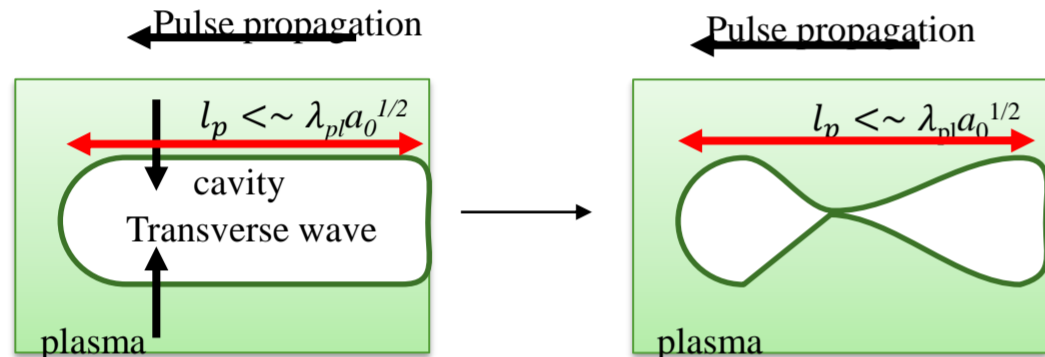 Pulse propagation
l_p <~ λ_pl a_0^1/2
cavity
Transverse wave
plasma
Pulse propagation
l_p <~ λ_pl a_0^1/2
plasma